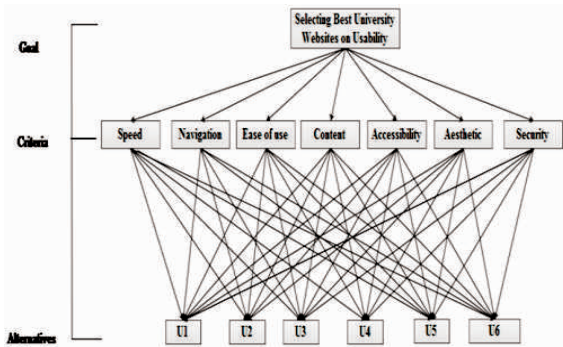 Selecting Best University
Websites on Usability
Goal
Criteria
Speed
Navigation
Ease of use
Content
Accessibility
Aesthetic
Security
Alternatives
U1
U2
U3
U4
U5
U6